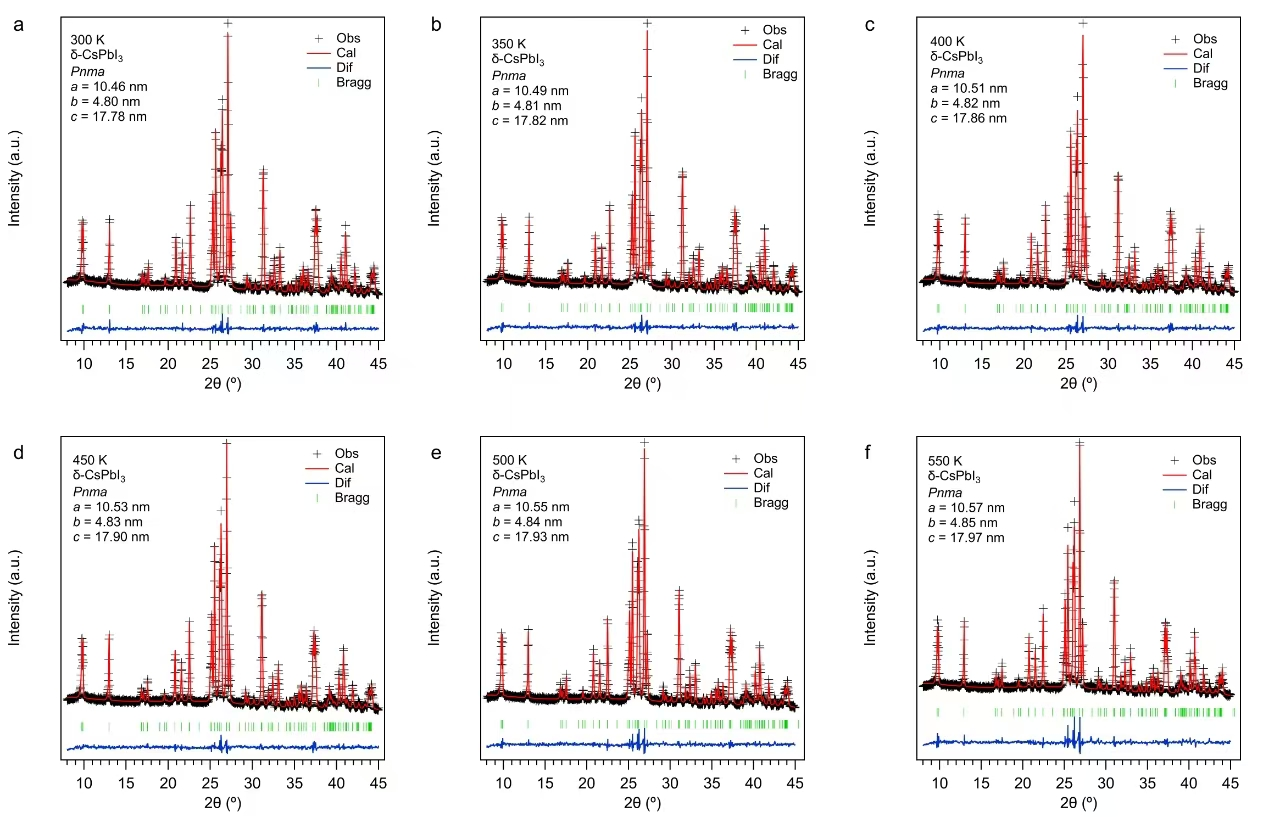 a
300 K
δ-CsPbI3
Pnma
a = 10.46 nm
b = 4.80 nm
c = 17.78 nm
Obs
Cal
Dif
Bragg
Intensity (a.u.)
10 15 20 25 30 35 40 45
2θ (º)
b
350 K
δ-CsPbI3
Pnma
a = 10.49 nm
b = 4.81 nm
c = 17.82 nm
Obs
Cal
Dif
Bragg
Intensity (a.u.)
10 15 20 25 30 35 40 45
2θ (º)
c
400 K
δ-CsPbI3
Pnma
a = 10.51 nm
b = 4.82 nm
c = 17.86 nm
Obs
Cal
Dif
Bragg
Intensity (a.u.)
10 15 20 25 30 35 40 45
2θ (º)
d
450 K
δ-CsPbI3
Pnma
a = 10.53 nm
b = 4.83 nm
c = 17.90 nm
Obs
Cal
Dif
Bragg
Intensity (a.u.)
10 15 20 25 30 35 40 45
2θ (º)
e
500 K
δ-CsPbI3
Pnma
a = 10.55 nm
b = 4.84 nm
c = 17.93 nm
Obs
Cal
Dif
Bragg
Intensity (a.u.)
10 15 20 25 30 35 40 45
2θ (º)
f
550 K
δ-CsPbI3
Pnma
a = 10.57 nm
b = 4.85 nm
c = 17.97 nm
Obs
Cal
Dif
Bragg
Intensity (a.u.)
10 15 20 25 30 35 40 45
2θ (º)